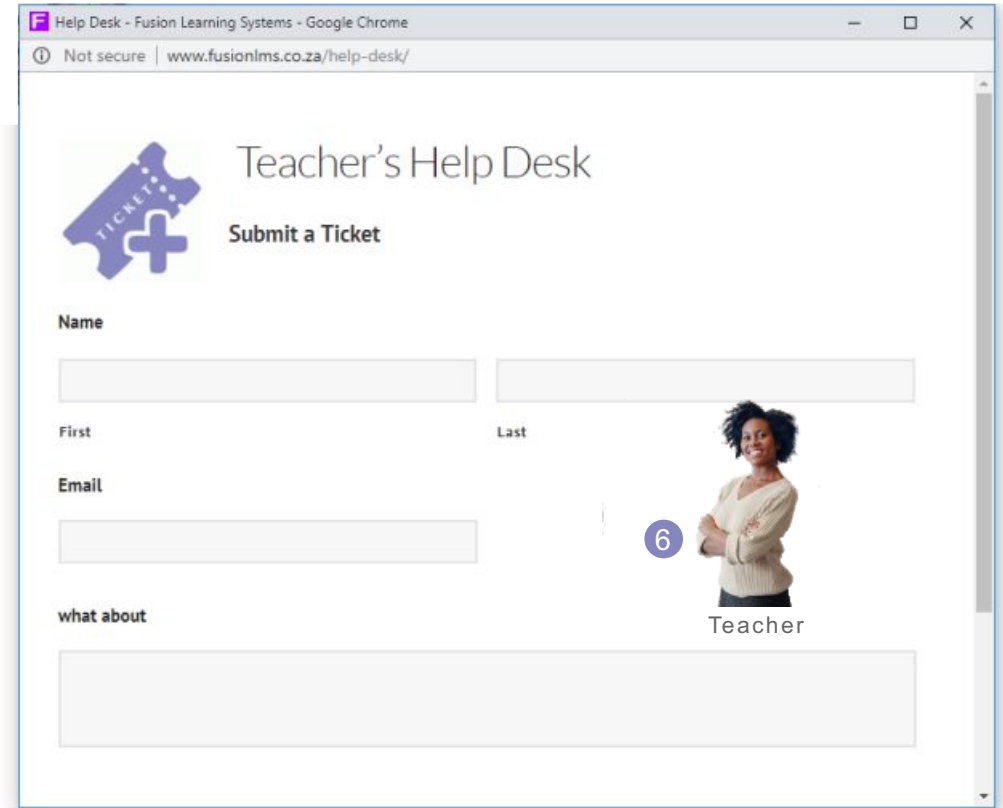 Help Desk - Fusion Learning Systems - Google Chrome
Not secure | www.fusionlms.co.za/help-desk/
Teacher's Help Desk
TICKET
Submit a Ticket
Name
First Last
Email
6
what about
Teacher